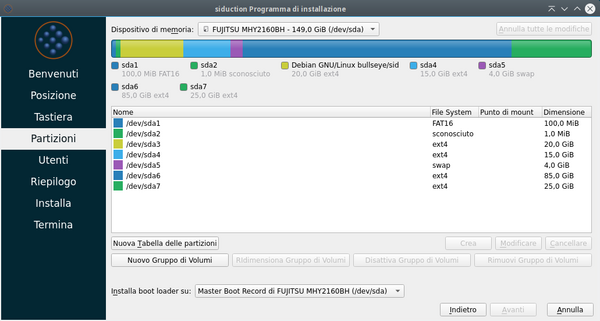 siduction Programma di installazione
Dispositivo di memoria: FUJITSU MHY2160BH - 149,0 GiB (/dev/sda) Annulla tutte le modifiche
sda1 sda2 Debian GNU/Linux bullseye/sid sda4 sda5
100,0 MiB FAT16 1,0 MiB sconosciuto 20,0 GiB ext4 15,0 GiB ext4 4,0 GiB swap
sda6 sda7
85,0 GiB ext4 25,0 GiB ext4
Benvenuti
Posizione
Tastiera
Partizioni
Utenti
Riepilogo
Installa
Termina
Nome File System Punto di mount Dimensione
/dev/sda1 FAT16 100,0 MiB
/dev/sda2 sconosciuto 1,0 MiB
/dev/sda3 ext4 20,0 GiB
/dev/sda4 ext4 15,0 GiB
/dev/sda5 swap 4,0 GiB
/dev/sda6 ext4 85,0 GiB
/dev/sda7 ext4 25,0 GiB
Nuova Tabella delle partizioni Crea Modificare Cancellare
Nuovo Gruppo di Volumi Ridimensiona Gruppo di Volumi Disattiva Gruppo di Volumi Rimuovi Gruppo di Volumi
Installa boot loader su: Master Boot Record di FUJITSU MHY2160BH (/dev/sda)
Indietro Avanti Annulla